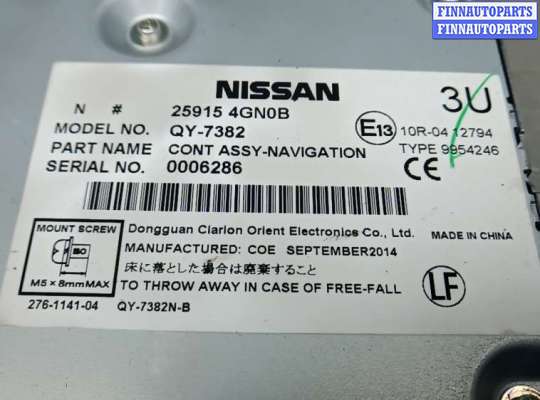 FINNAUTOPARTS
FINNAUTOPARTS
NISSAN
3U
N # 25915 4GN0B
MODEL NO. QY-7382
E13 10R-04 12794
PART NAME CONT ASSY-NAVIGATION
TYPE 9954246
SERIAL NO. 0006286
CE
MOUNT SCREW
ISO
M5×8mmMAX
Dongguan Clarion Orient Electronics Co., Ltd.
MADE IN CHINA
MANUFACTURED: COE SEPTEMBER2014
床に落とした場合は廃棄すること
TO THROW AWAY IN CASE OF FREE-FALL
LF
276-1141-04 QY-7382N-B